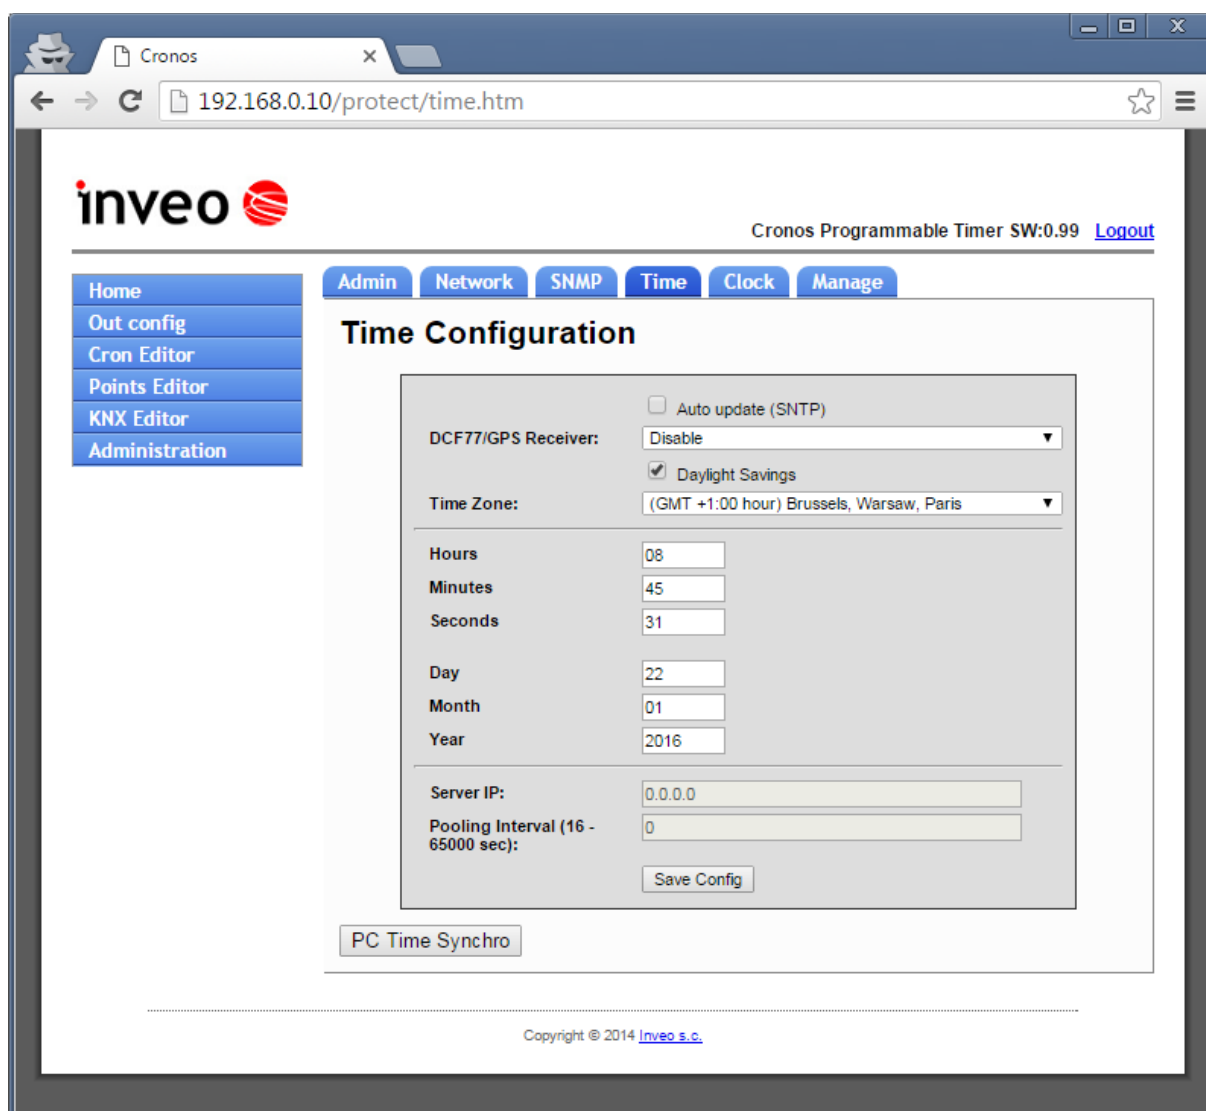 Cronos
192.168.0.10/protect/time.htm
inveo
Cronos Programmable Timer SW:0.99 Logout
Home
Out config
Cron Editor
Points Editor
KNX Editor
Administration
Admin Network SNMP Time Clock Manage
Time Configuration
Auto update (SNTP)
DCF77/GPS Receiver: Disable
Daylight Savings
Time Zone: (GMT +1:00 hour) Brussels, Warsaw, Paris
Hours 08
Minutes 45
Seconds 31
Day 22
Month 01
Year 2016
Server IP: 0.0.0.0
Pooling Interval (16 - 0
65000 sec):
Save Config
PC Time Synchro
Copyright © 2014 Inveo s.c.